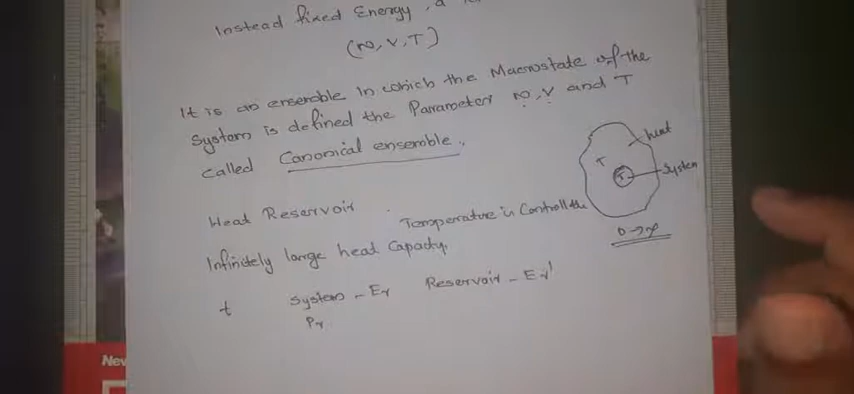 Instead fixed Energy, a
(N, V, T)
It is an ensemble in which the Macrostate of the
System is defined the Parameter N, V and T
called Canonical ensemble.
heat
T
T
System
Heat Reservoir
Temperature is Controll the
0→∞
Infinitely large heat Capacity.
t System - Er Reservoir - Er'
Pr
New